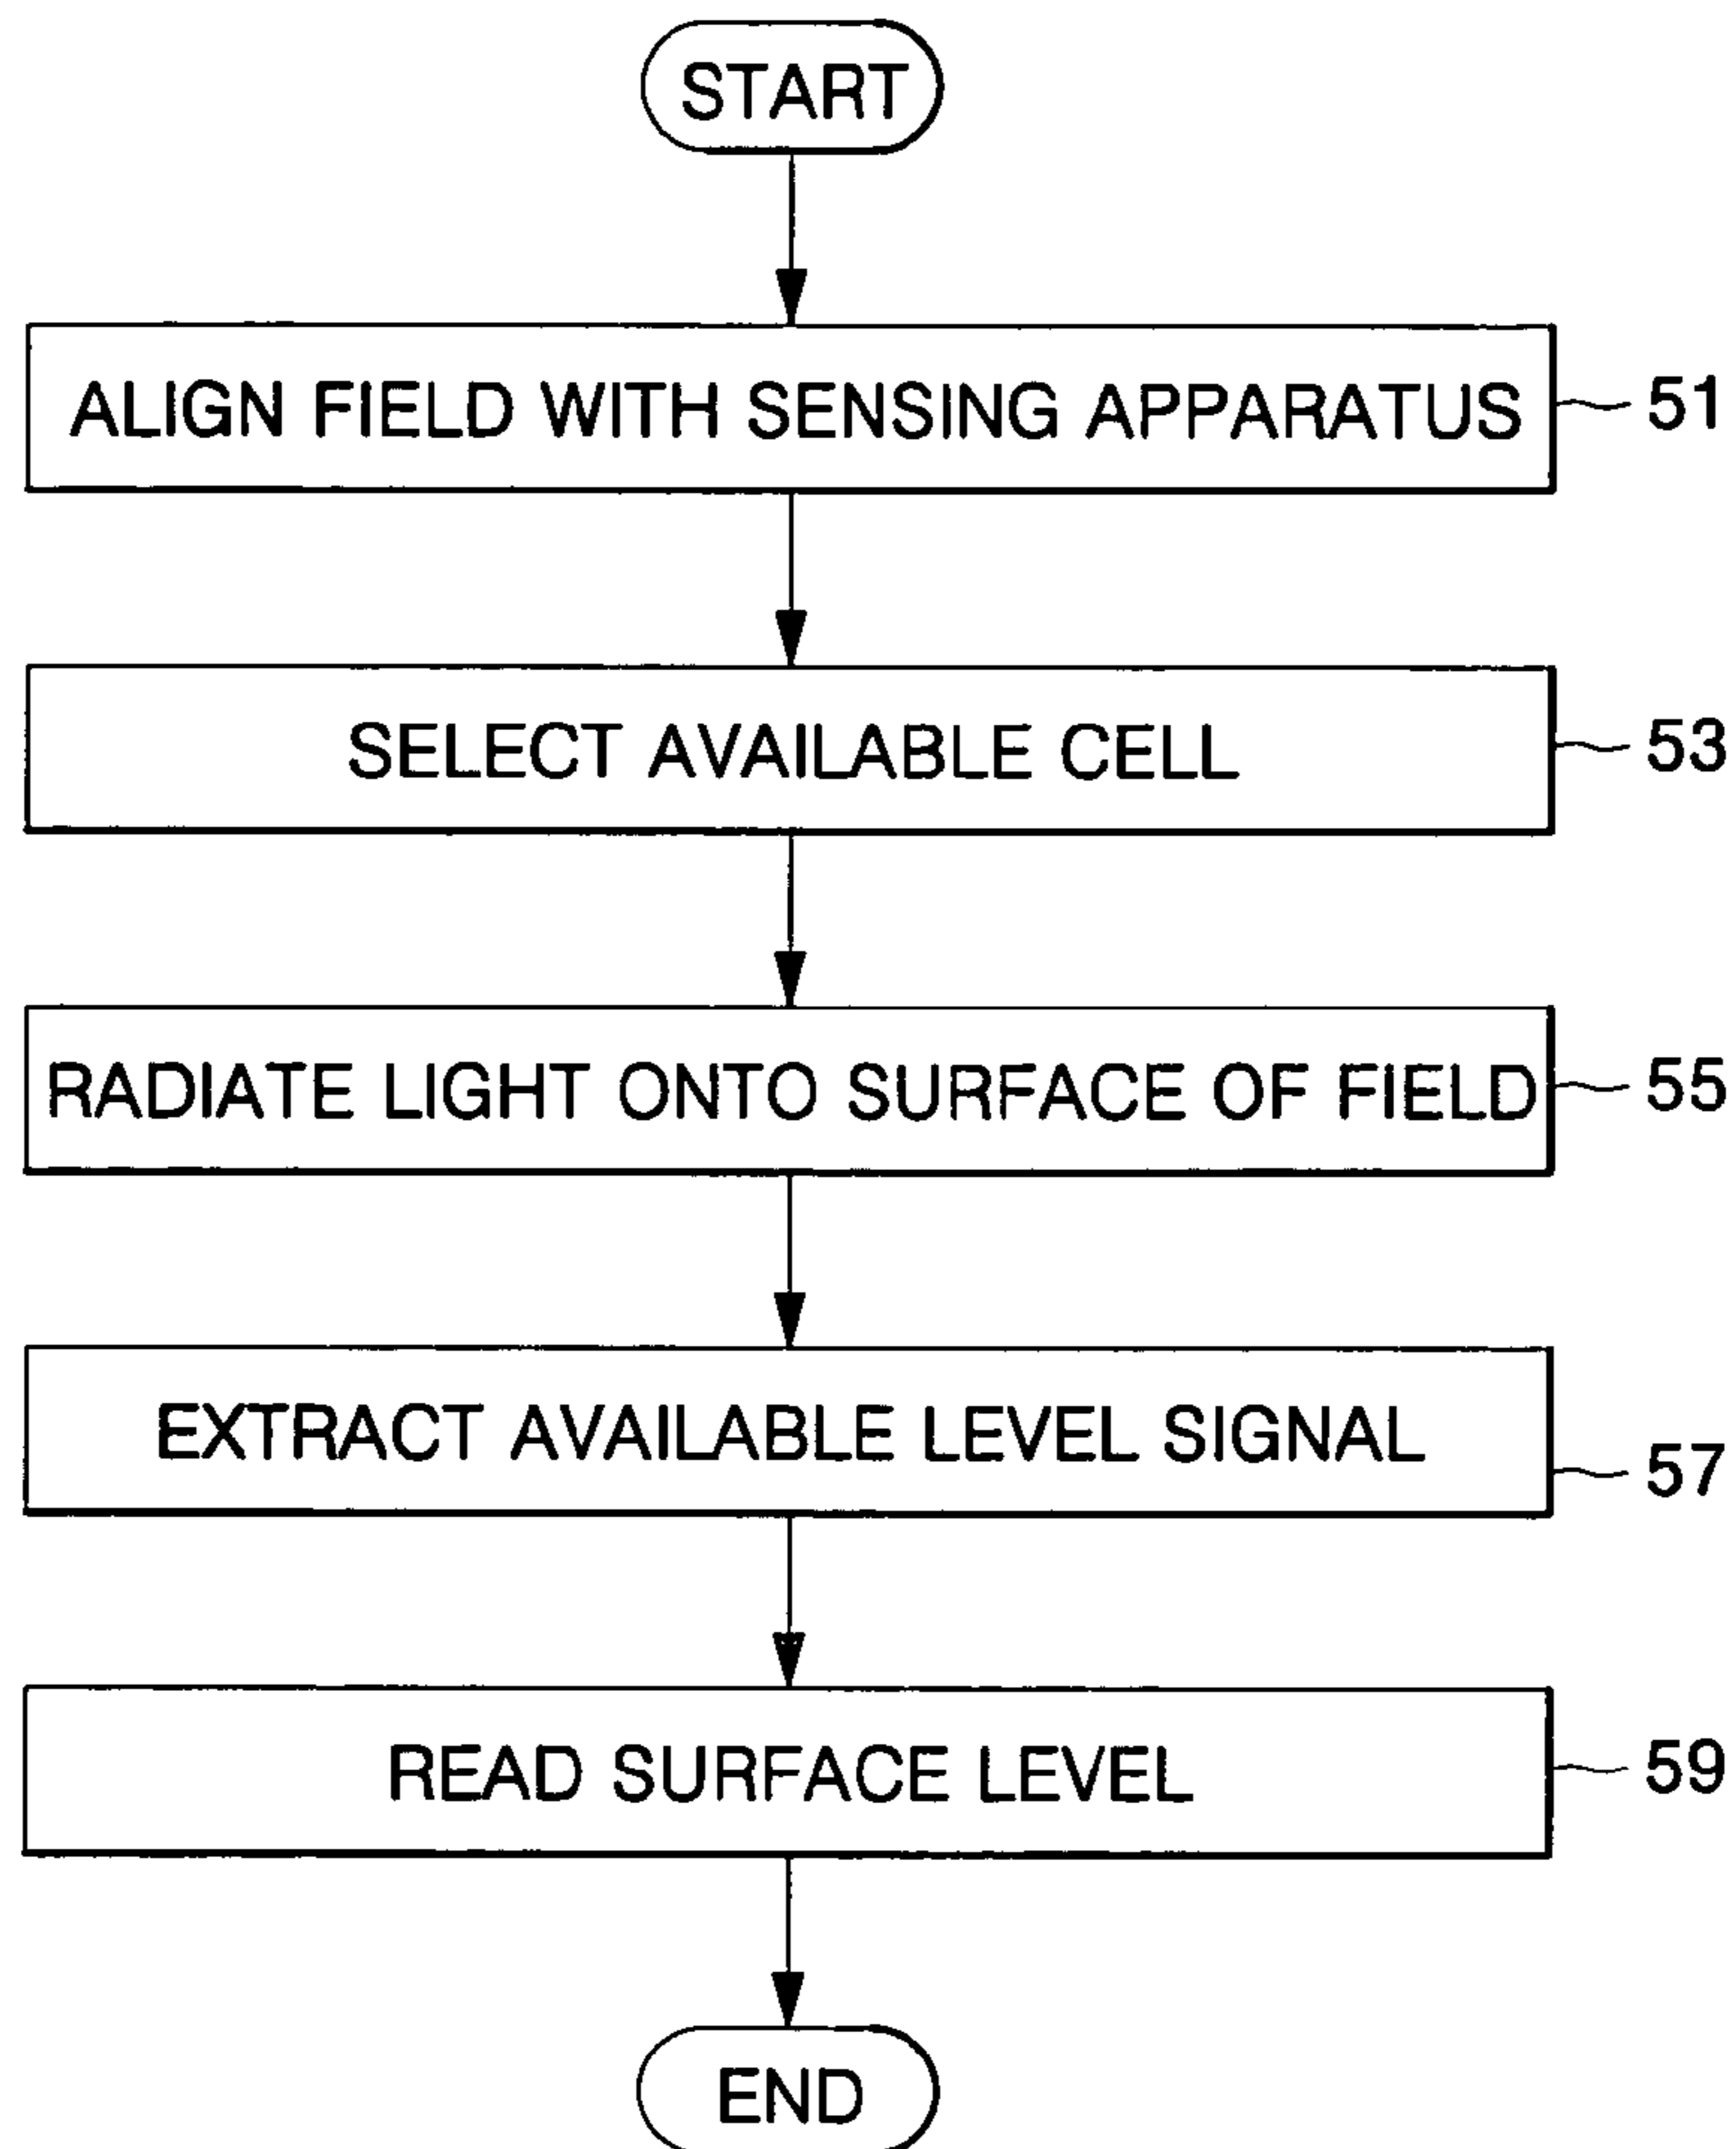 START
ALIGN FIELD WITH SENSING APPARATUS 51
SELECT AVAILABLE CELL 53
RADIATE LIGHT ONTO SURFACE OF FIELD 55
EXTRACT AVAILABLE LEVEL SIGNAL 57
READ SURFACE LEVEL 59
END